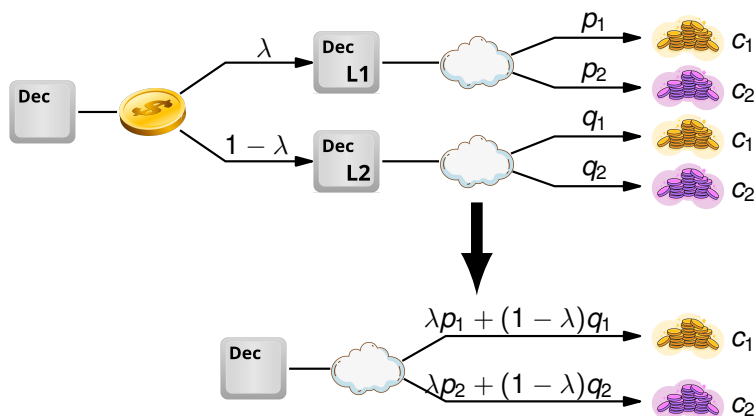 p₁
c₁
λ
Dec
L1
p₂
c₂
Dec
$
q₁
c₁
1 − λ
Dec
L2
q₂
c₂
λp₁ + (1 − λ)q₁
c₁
Dec
λp₂ + (1 − λ)q₂
c₂